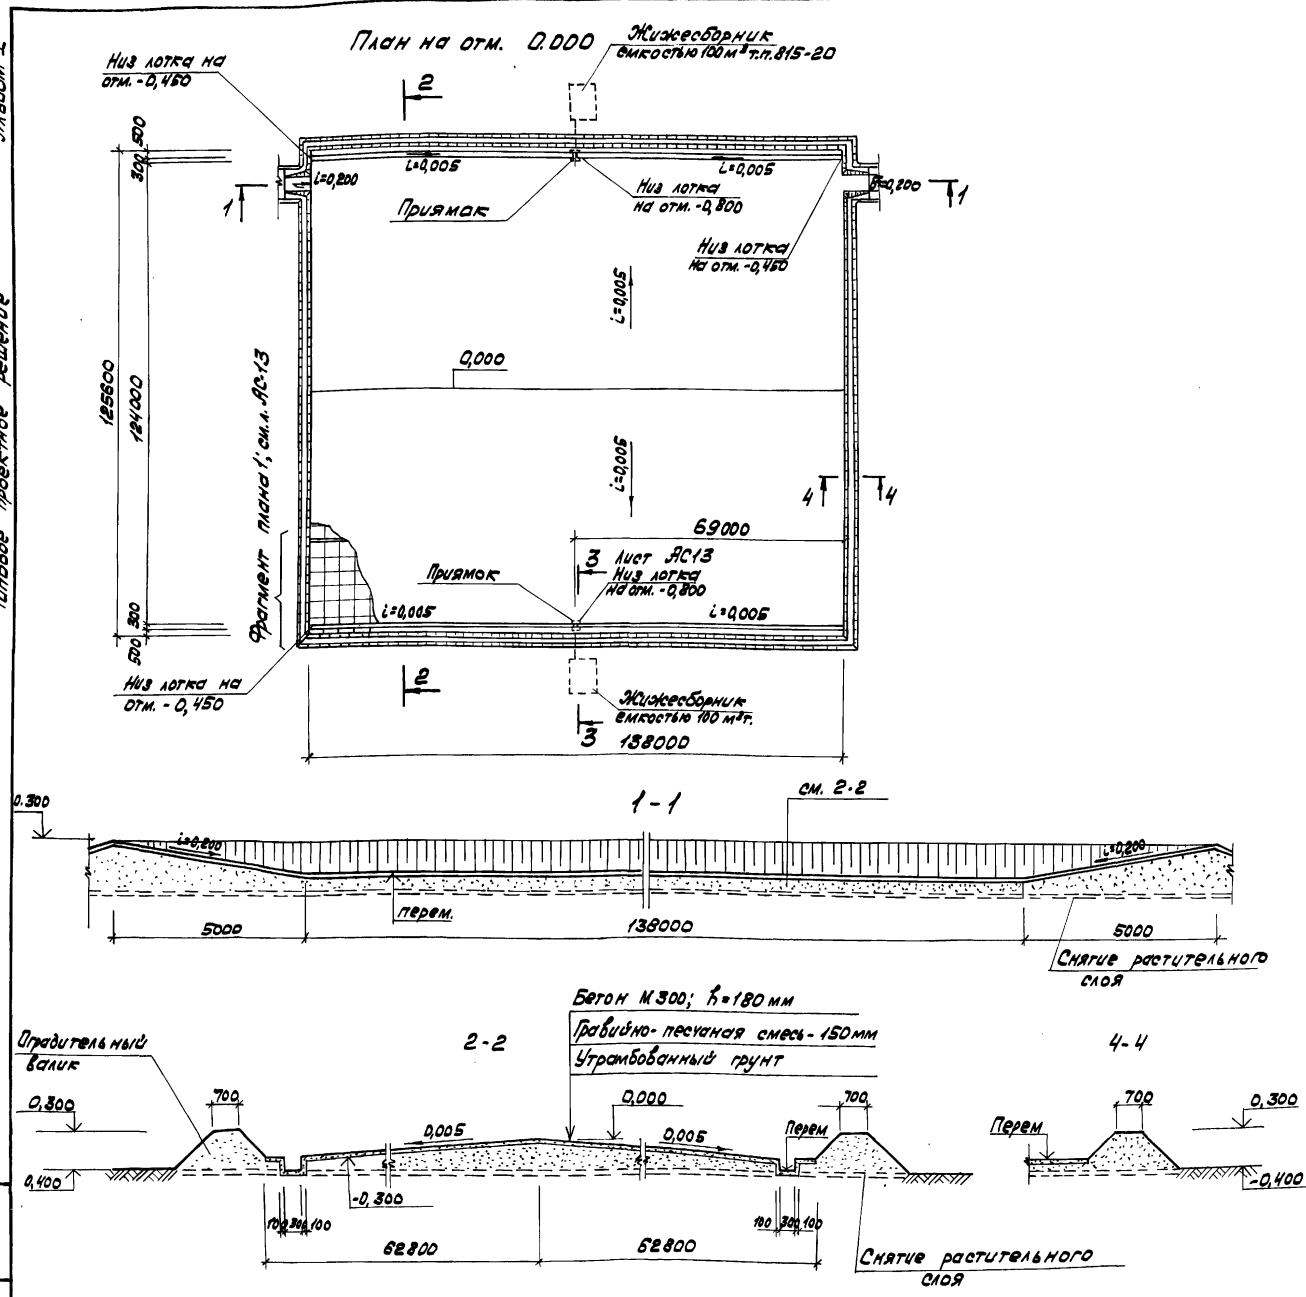 План на отм. 0.000
Жижесборник
емкостью 100 м³ т.п. 815-20
Низ лотка на
отм. -0,450
2
500
300
i=0,005
i=0,005
i=0,200
i=0,200
1
1
Приямок
Низ лотка
на отм. -0,800
Низ лотка
на отм. -0,450
i=0,005
0,000
125600
124000
Фрагмент плана 1; см.л. АС-13
i=0,005
4
4
69000
3
Лист АС13
Приямок
Низ лотка
на отм. -0,800
i=0,005
i=0,005
300
500
Низ лотка на
отм. -0,450
2
Жижесборник
емкостью 100 м³ т.
3
138000
типовое проектное решение
1-1
см. 2-2
0.300
i=0,200
i=0,200
перем.
5000
138000
5000
Снятие растительного
слоя
Бетон М300; h=180 мм
Гравийно-песчаная смесь-150мм
Утрамбованный грунт
2-2
4-4
Оградительный
валик
0,300
700
0,005
0,000
0,005
Перем
700
Перем
700
0,300
0,400
-0,300
-0,400
100 300 100
100 300 100
62800
62800
Снятие растительного
слоя